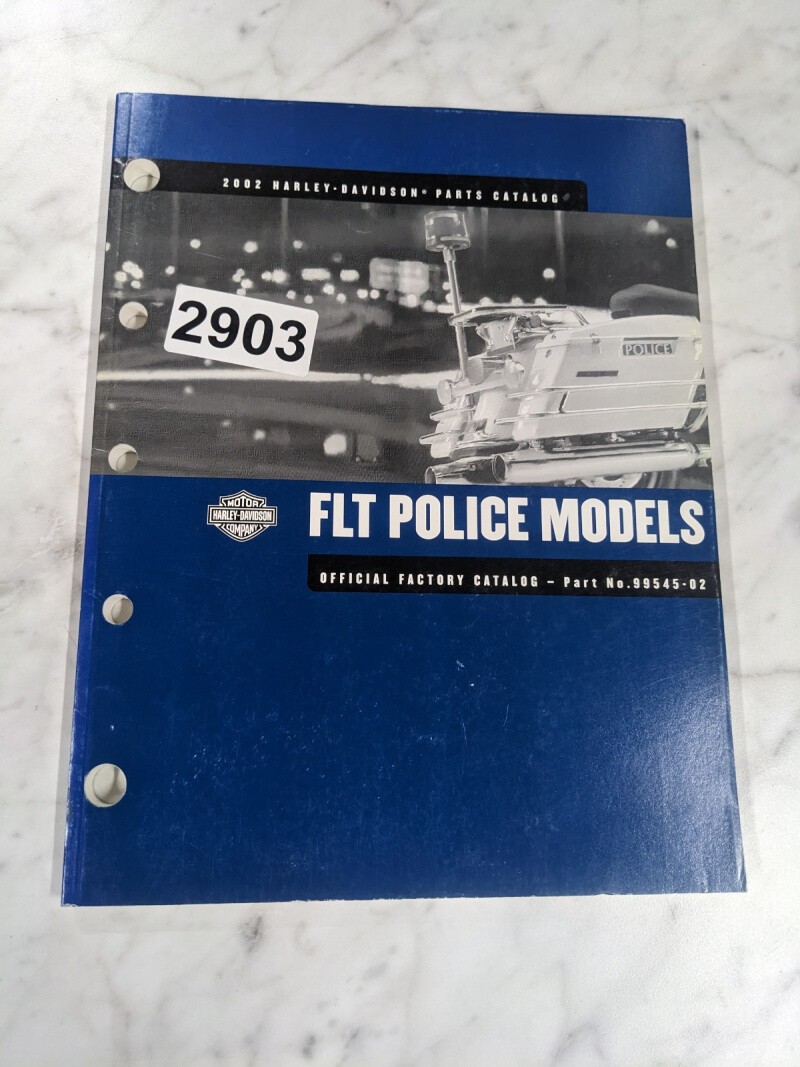 2002 HARLEY-DAVIDSON® PARTS CATALOG
2903
POLICE
MOTOR
HARLEY-DAVIDSON
COMPANY
FLT POLICE MODELS
OFFICIAL FACTORY CATALOG – Part No.99545-02